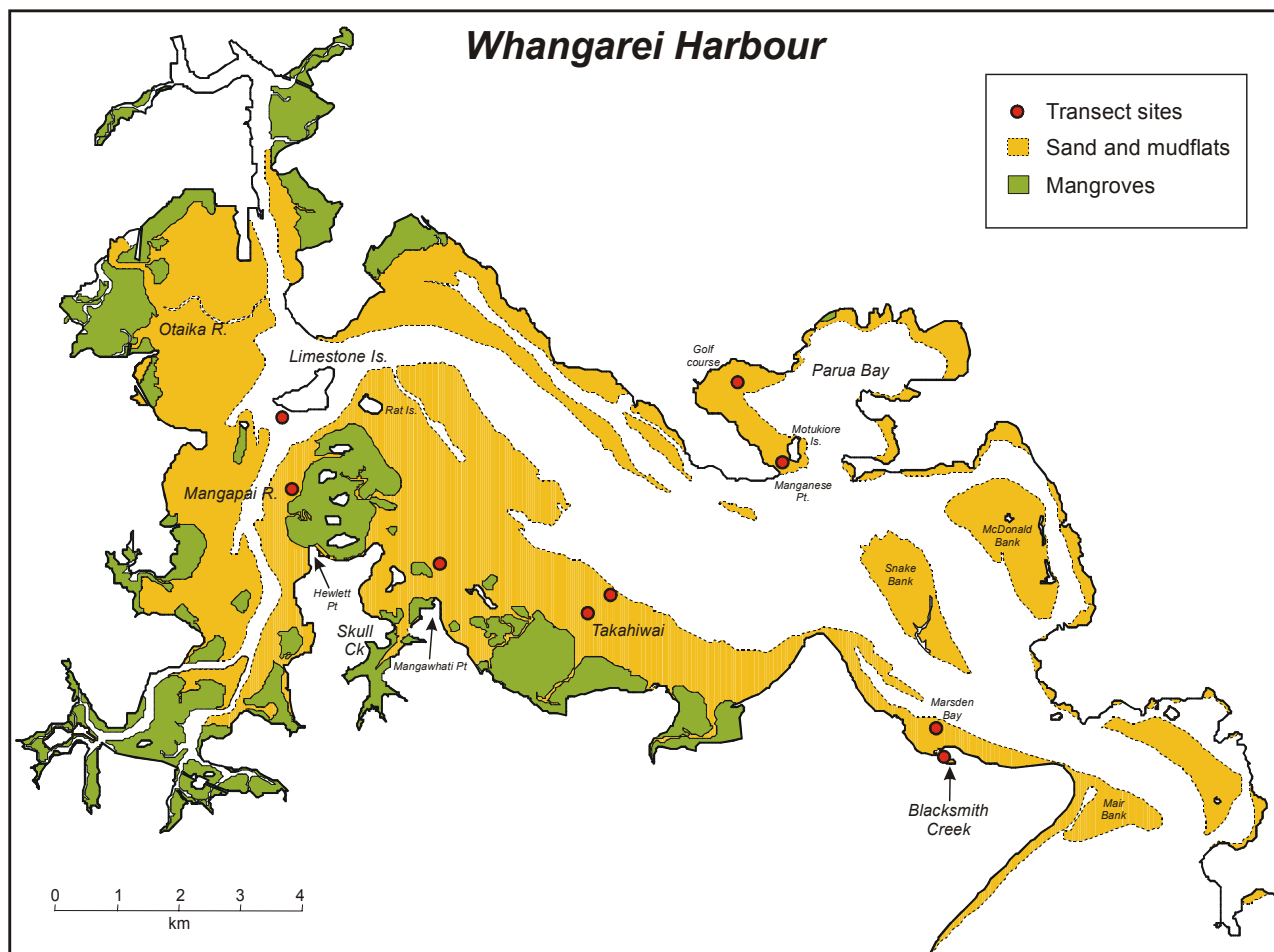 Whangarei Harbour
Transect sites
Sand and mudflats
Mangroves
Otaika R.
Limestone Is.
Rat Is.
Golf
course
Parua Bay
Motukiore
Is.
Manganese
Pt.
Mangapai R.
McDonald
Bank
Snake
Bank
Hewlett
Pt
Skull
Ck
Mangawhati Pt
Takahiwai
Marsden
Bay
Blacksmith
Creek
Mair
Bank
0 1 2 3 4
km